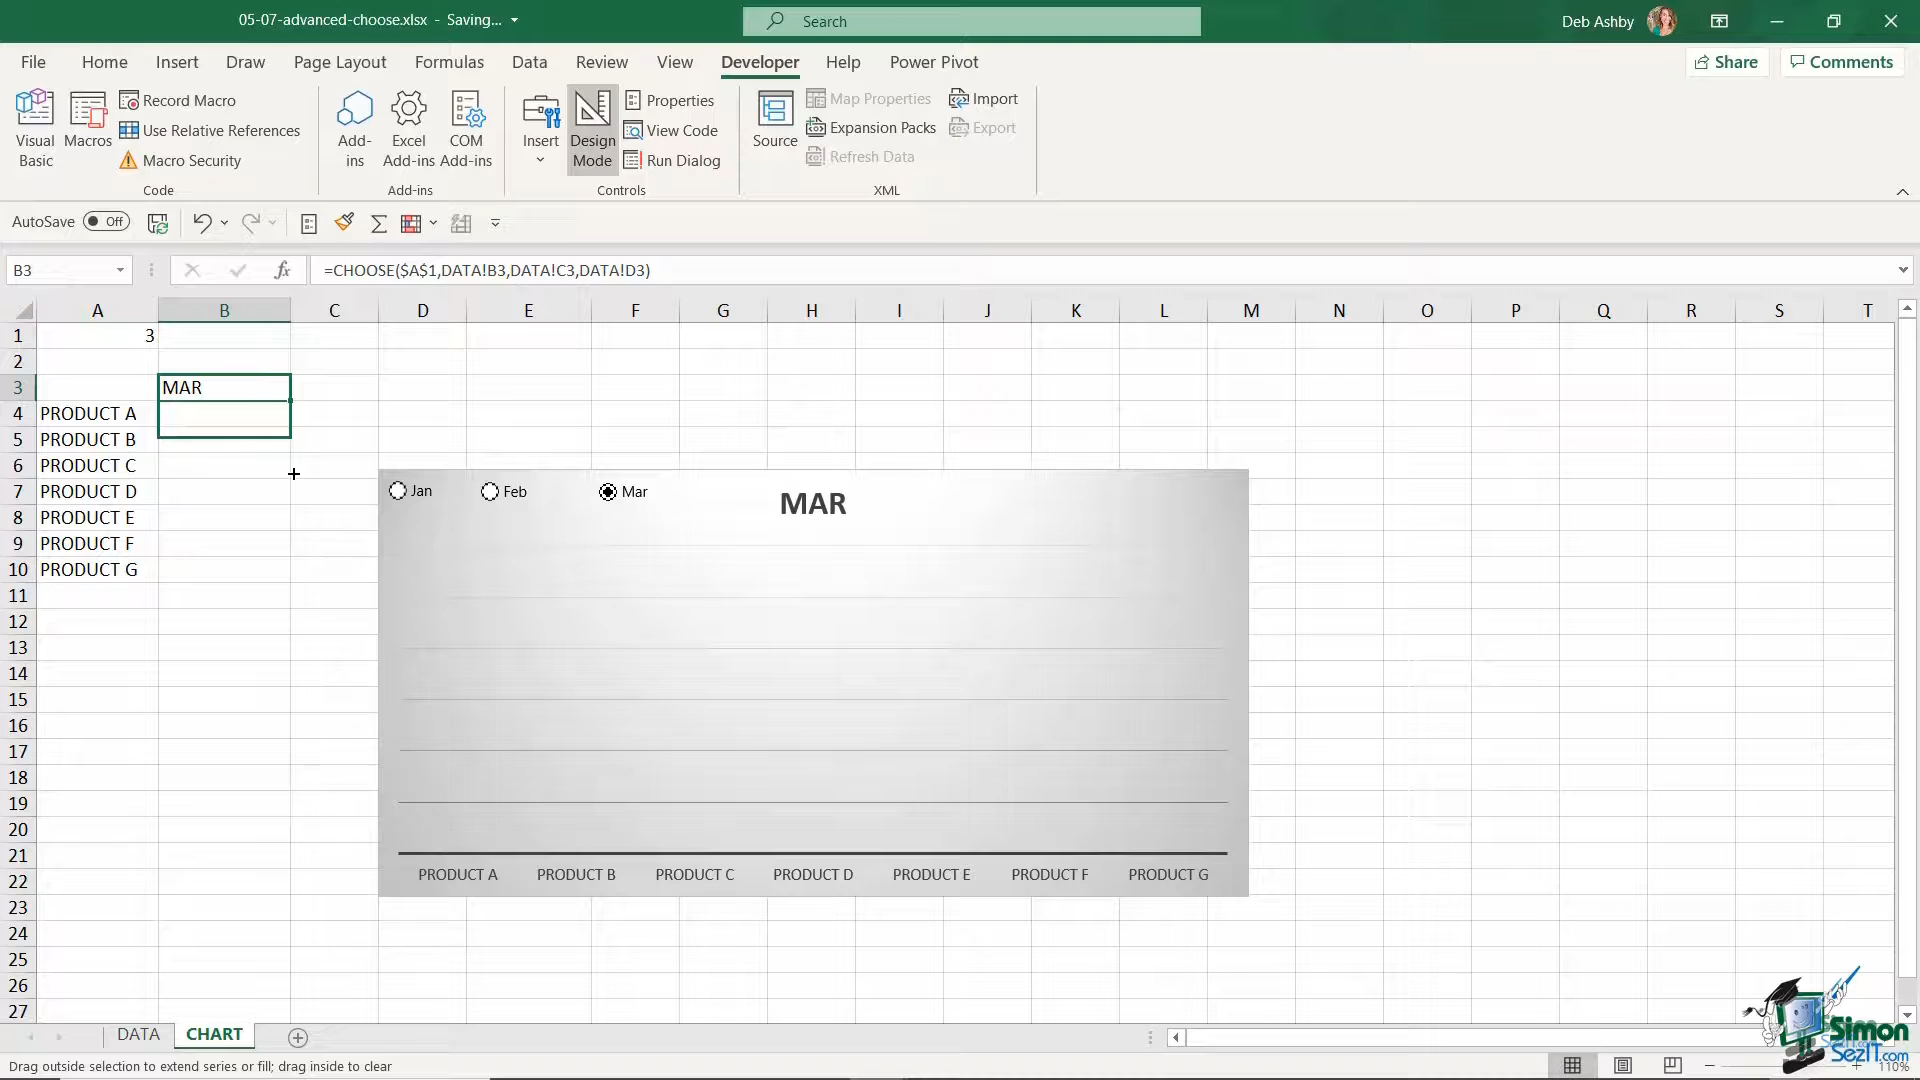 05-07-advanced-choose.xlsx - Saving...
Search
Deb Ashby
File Home Insert Draw Page Layout Formulas Data Review View Developer Help Power Pivot
Share Comments
Visual Basic
Macros
Record Macro
Use Relative References
Macro Security
Code
Add-ins
Excel Add-ins
COM Add-ins
Add-ins
Insert
Design Mode
Properties
View Code
Run Dialog
Controls
Source
Map Properties
Expansion Packs
Refresh Data
Import
Export
XML
AutoSave Off
B3 fx =CHOOSE($A$1,DATA!B3,DATA!C3,DATA!D3)
A B C D E F G H I J K L M N O P Q R S T
1 3
2
3 MAR
4 PRODUCT A
5 PRODUCT B
6 PRODUCT C
7 PRODUCT D
8 PRODUCT E
9 PRODUCT F
10 PRODUCT G
11
12
13
14
15
16
17
18
19
20
21
22
23
24
25
26
27
Jan Feb Mar
MAR
PRODUCT A PRODUCT B PRODUCT C PRODUCT D PRODUCT E PRODUCT F PRODUCT G
DATA CHART
Drag outside selection to extend series or fill; drag inside to clear
110%
Simon
SezIT.com